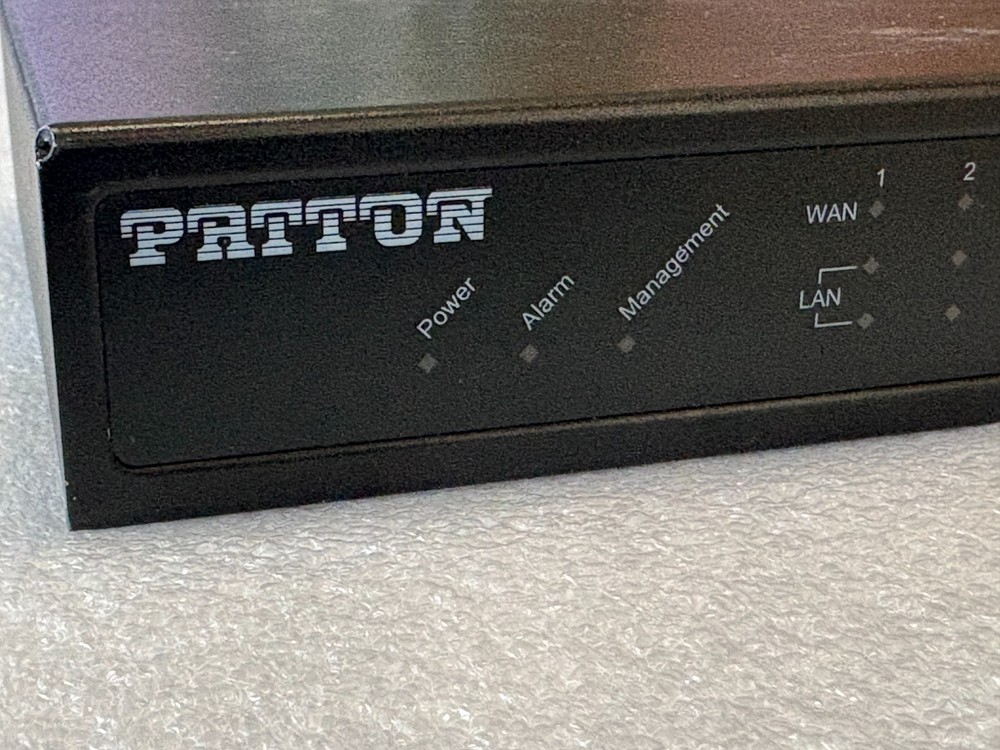 PATTON
Power
Alarm
Management
1 2
WAN
LAN